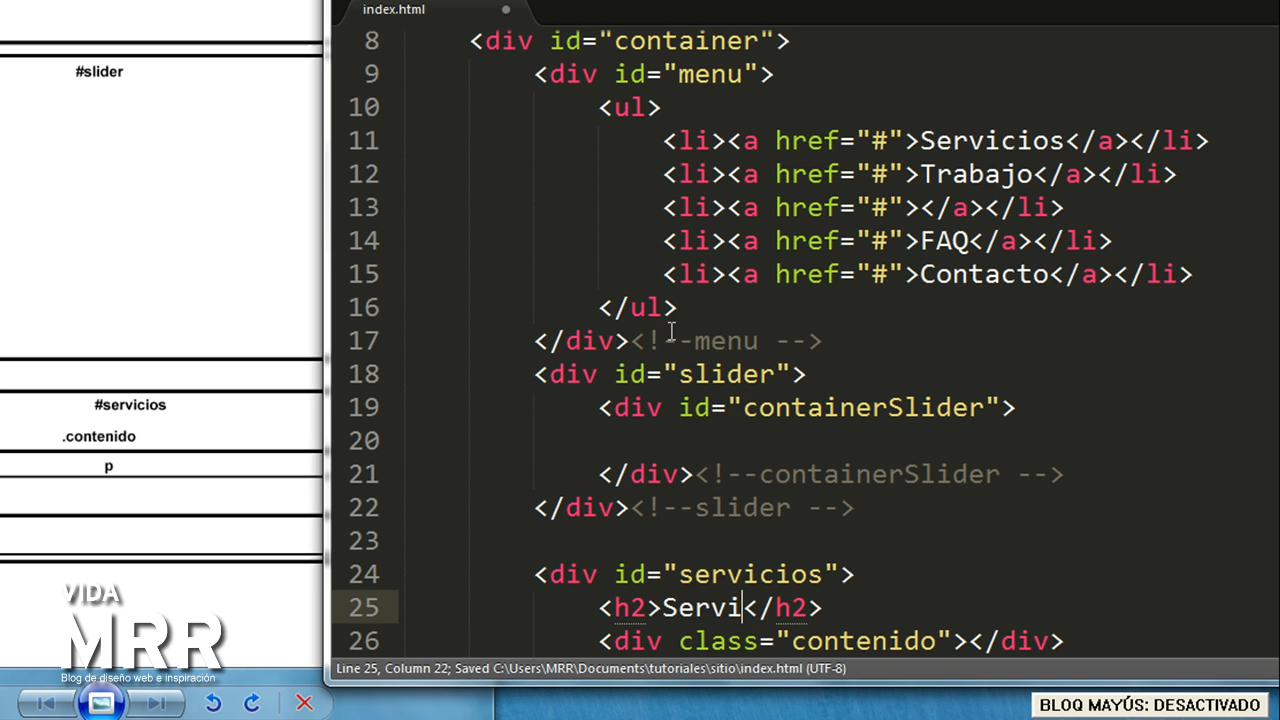 index.html
#slider
#servicios
.contenido
p
8 <div id="container">
9 <div id="menu">
10 <ul>
11 <li><a href="#">Servicios</a></li>
12 <li><a href="#">Trabajo</a></li>
13 <li><a href="#"></a></li>
14 <li><a href="#">FAQ</a></li>
15 <li><a href="#">Contacto</a></li>
16 </ul>
17 </div><!--menu -->
18 <div id="slider">
19 <div id="containerSlider">
20
21 </div><!--containerSlider -->
22 </div><!--slider -->
23
24 <div id="servicios">
25 <h2>Servi</h2>
26 <div class="contenido"></div>
Line 25, Column 22; Saved C:\Users\MRR\Documents\tutoriales\sitio\index.html (UTF-8)
VIDA
MRR
Blog de diseño web e inspiración
BLOQ MAYÚS: DESACTIVADO